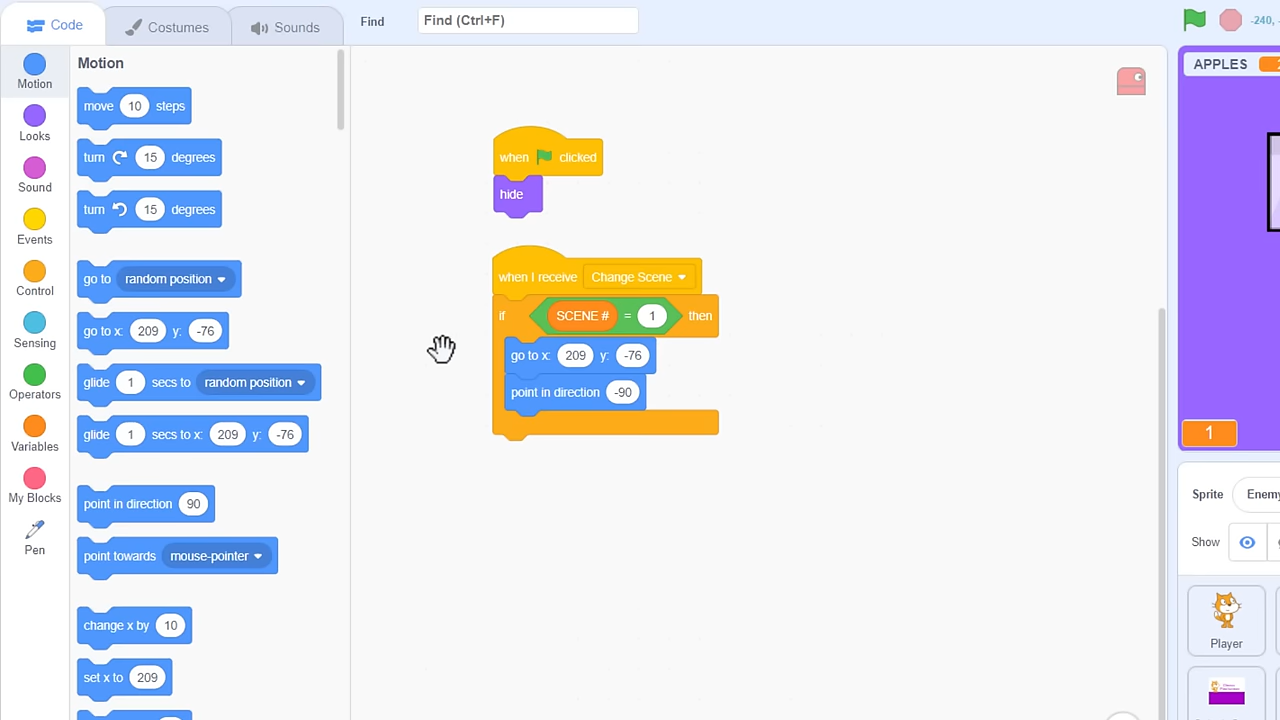 Code
Costumes
Sounds
Find
Find (Ctrl+F)
-240,
Motion
Looks
Sound
Events
Control
Sensing
Operators
Variables
My Blocks
Pen
Motion
move 10 steps
turn 15 degrees
turn 15 degrees
go to random position
go to x: 209 y: -76
glide 1 secs to random position
glide 1 secs to x: 209 y: -76
point in direction 90
point towards mouse-pointer
change x by 10
set x to 209
when clicked
hide
when I receive Change Scene
if SCENE # = 1 then
go to x: 209 y: -76
point in direction -90
APPLES
1
Sprite
Enemy
Show
Player